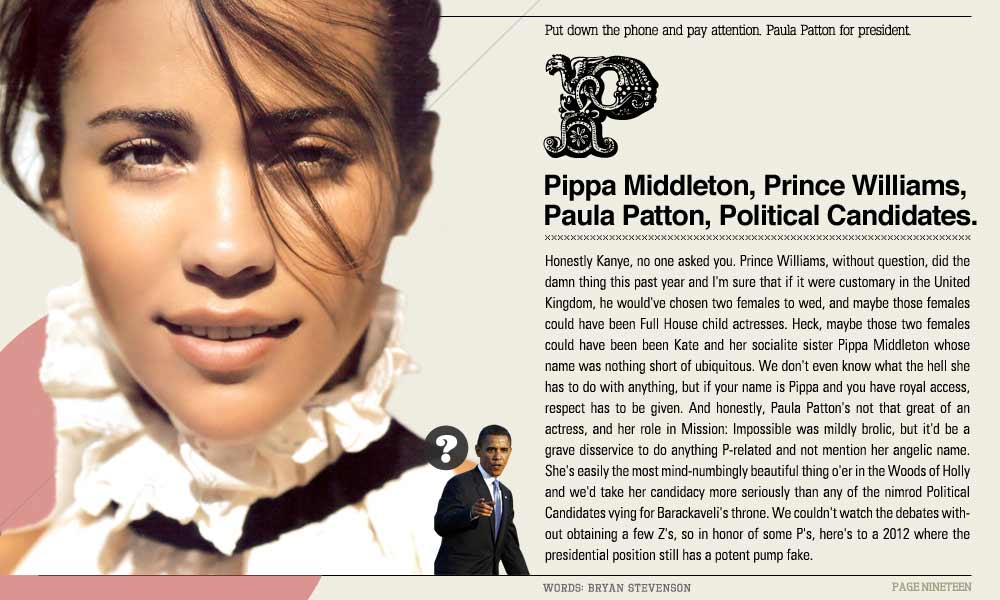 Put down the phone and pay attention. Paula Patton for president.
P
Pippa Middleton, Prince Williams,
Paula Patton, Political Candidates.
Honestly Kanye, no one asked you. Prince Williams, without question, did the
damn thing this past year and I'm sure that if it were customary in the United
Kingdom, he would've chosen two females to wed, and maybe those females
could have been Full House child actresses. Heck, maybe those two females
could have been been Kate and her socialite sister Pippa Middleton whose
name was nothing short of ubiquitous. We don't even know what the hell she
has to do with anything, but if your name is Pippa and you have royal access,
respect has to be given. And honestly, Paula Patton's not that great of an
actress, and her role in Mission: Impossible was mildly brolic, but it'd be a
grave disservice to do anything P-related and not mention her angelic name.
She's easily the most mind-numbingly beautiful thing o'er in the Woods of Holly
and we'd take her candidacy more seriously than any of the nimrod Political
Candidates vying for Barackaveli's throne. We couldn't watch the debates with-
out obtaining a few Z's, so in honor of some P's, here's to a 2012 where the
presidential position still has a potent pump fake.
?
WORDS: BRYAN STEVENSON
PAGE NINETEEN